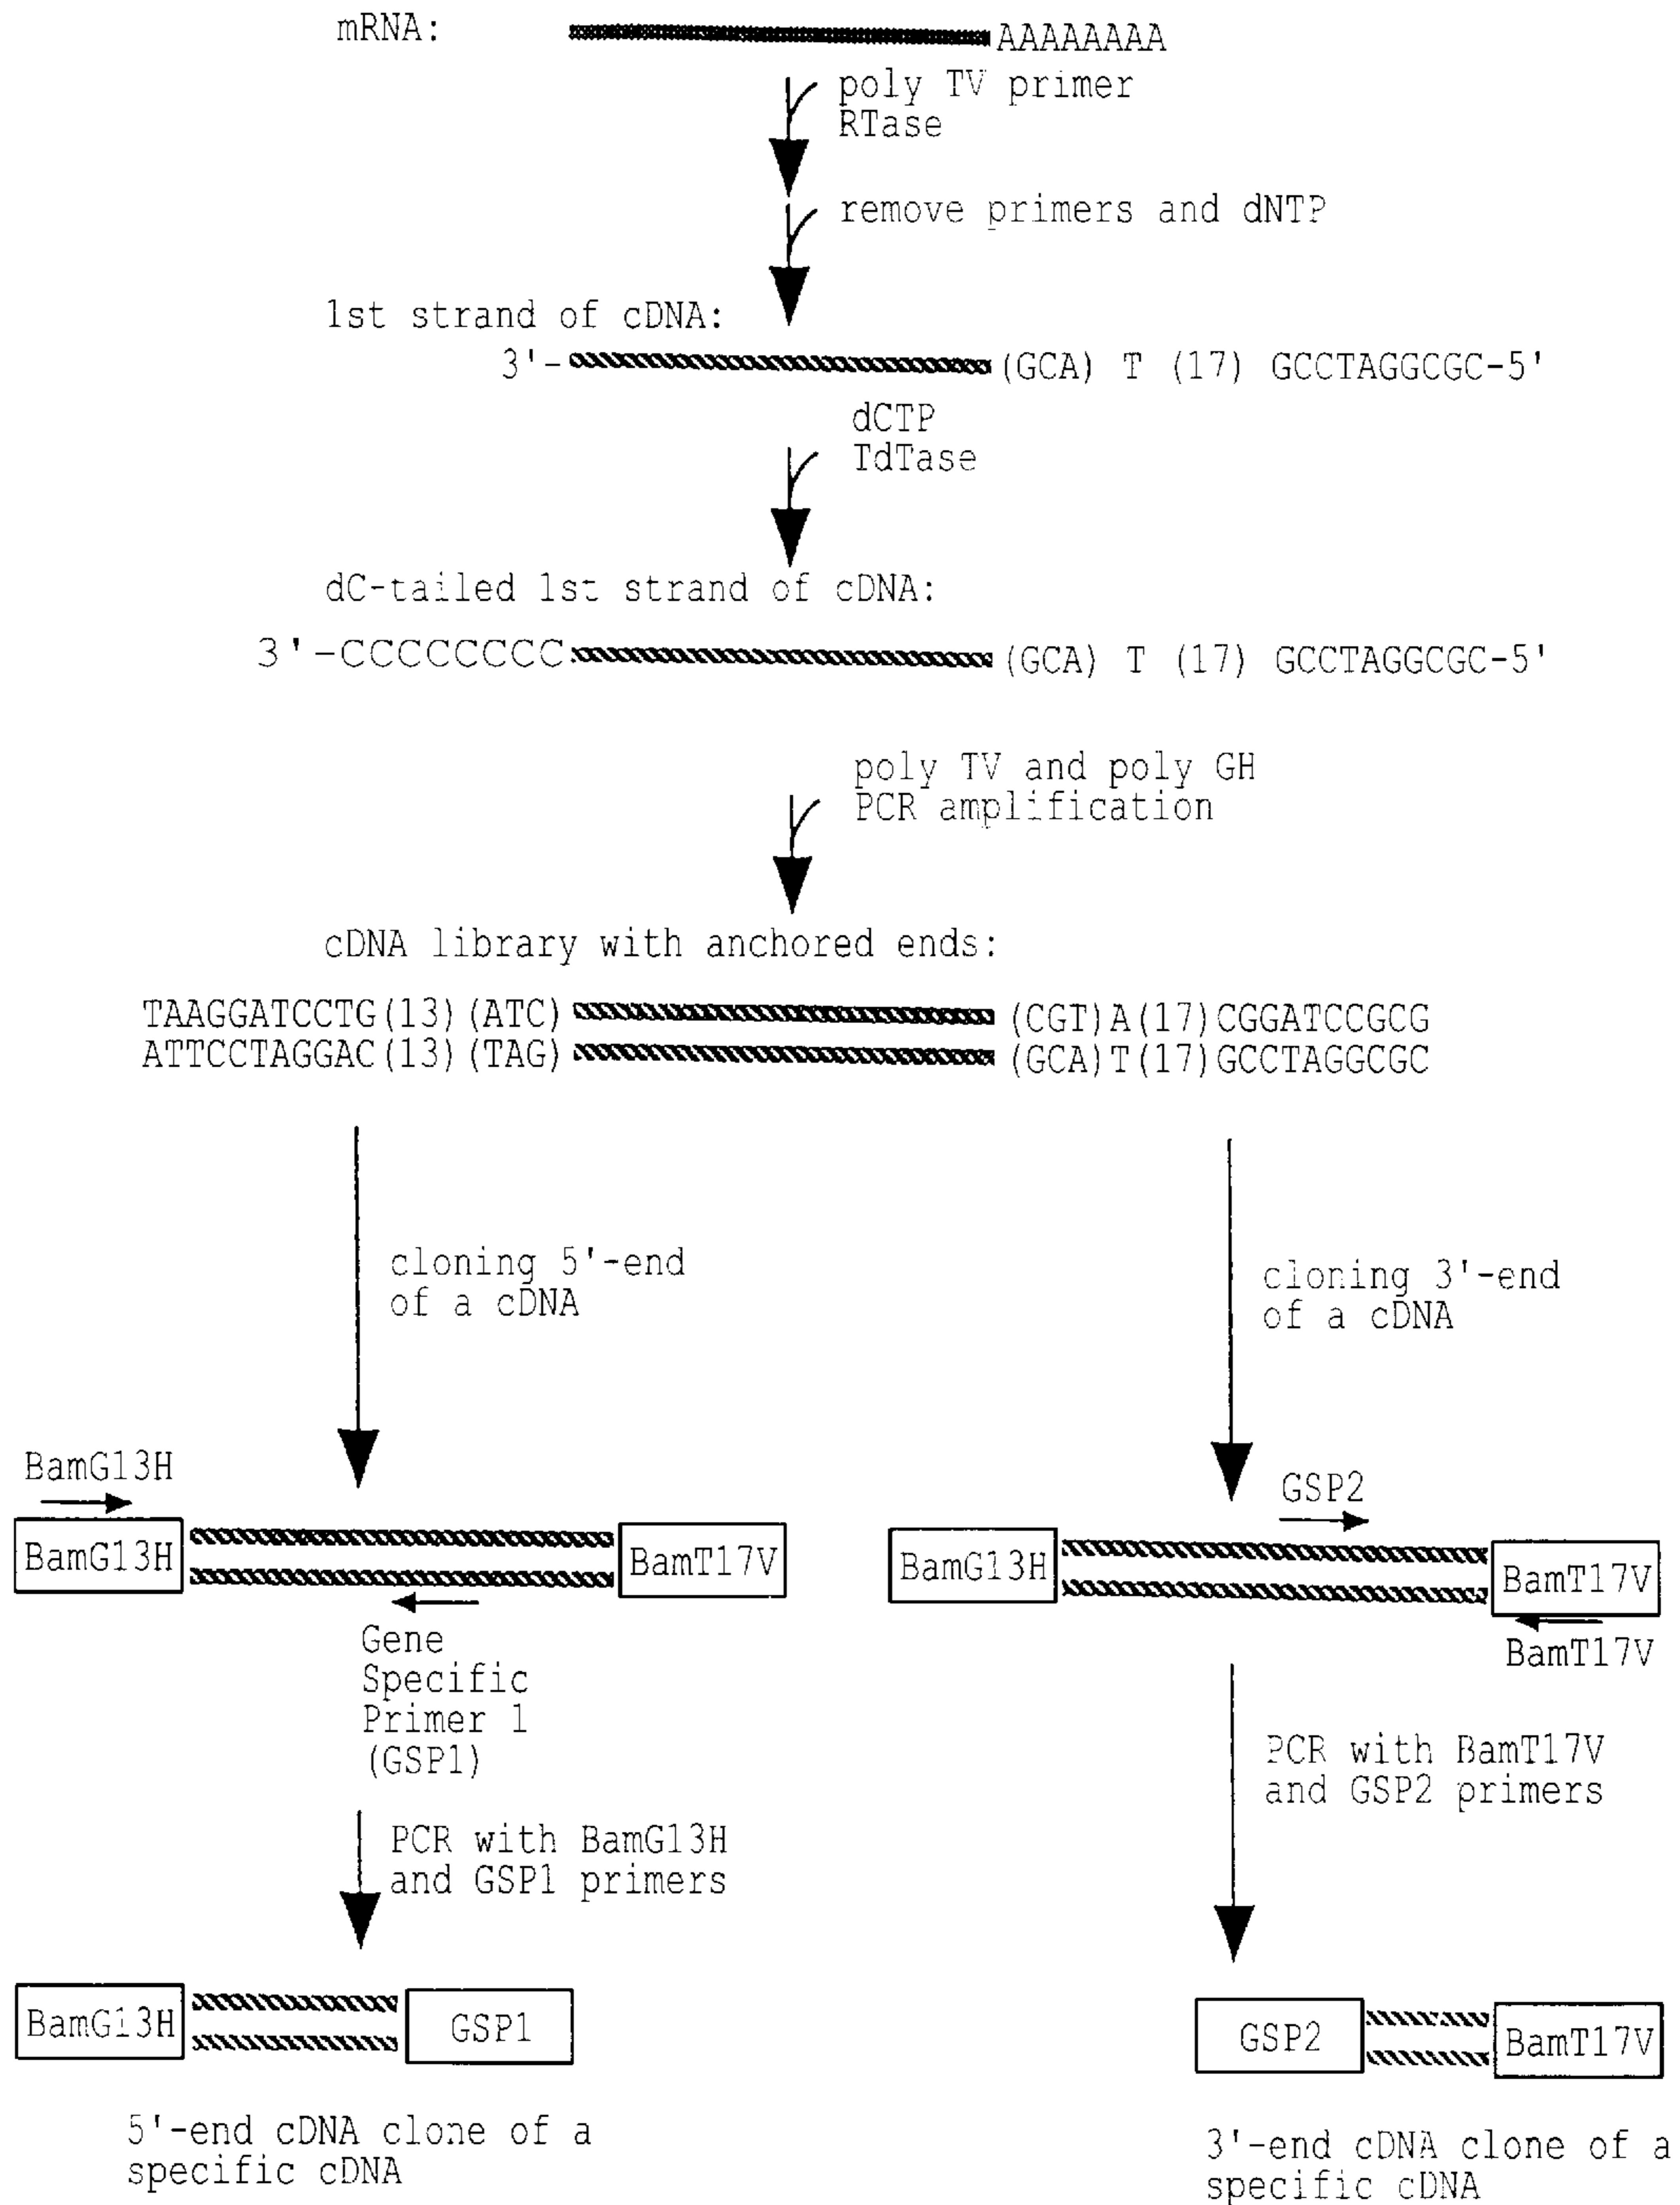 mRNA:
AAAAAAAA
poly TV primer
RTase
remove primers and dNTP
1st strand of cDNA:
3'-
(GCA) T (17) GCCTAGGCGC-5'
dCTP
TdTase
dC-tailed 1st strand of cDNA:
3'-CCCCCCCC
(GCA) T (17) GCCTAGGCGC-5'
poly TV and poly GH
PCR amplification
cDNA library with anchored ends:
TAAGGATCCTG(13)(ATC)
(CGT)A(17)CGGATCCGCG
ATTCCTAGGAC(13)(TAG)
(GCA)T(17)GCCTAGGCGC
cloning 5'-end
of a cDNA
cloning 3'-end
of a cDNA
BamG13H
BamG13H
BamT17V
Gene
Specific
Primer 1
(GSP1)
GSP2
BamG13H
BamT17V
BamT17V
PCR with BamG13H
and GSP1 primers
PCR with BamT17V
and GSP2 primers
BamG13H
GSP1
GSP2
BamT17V
5'-end cDNA clone of a
specific cDNA
3'-end cDNA clone of a
specific cDNA